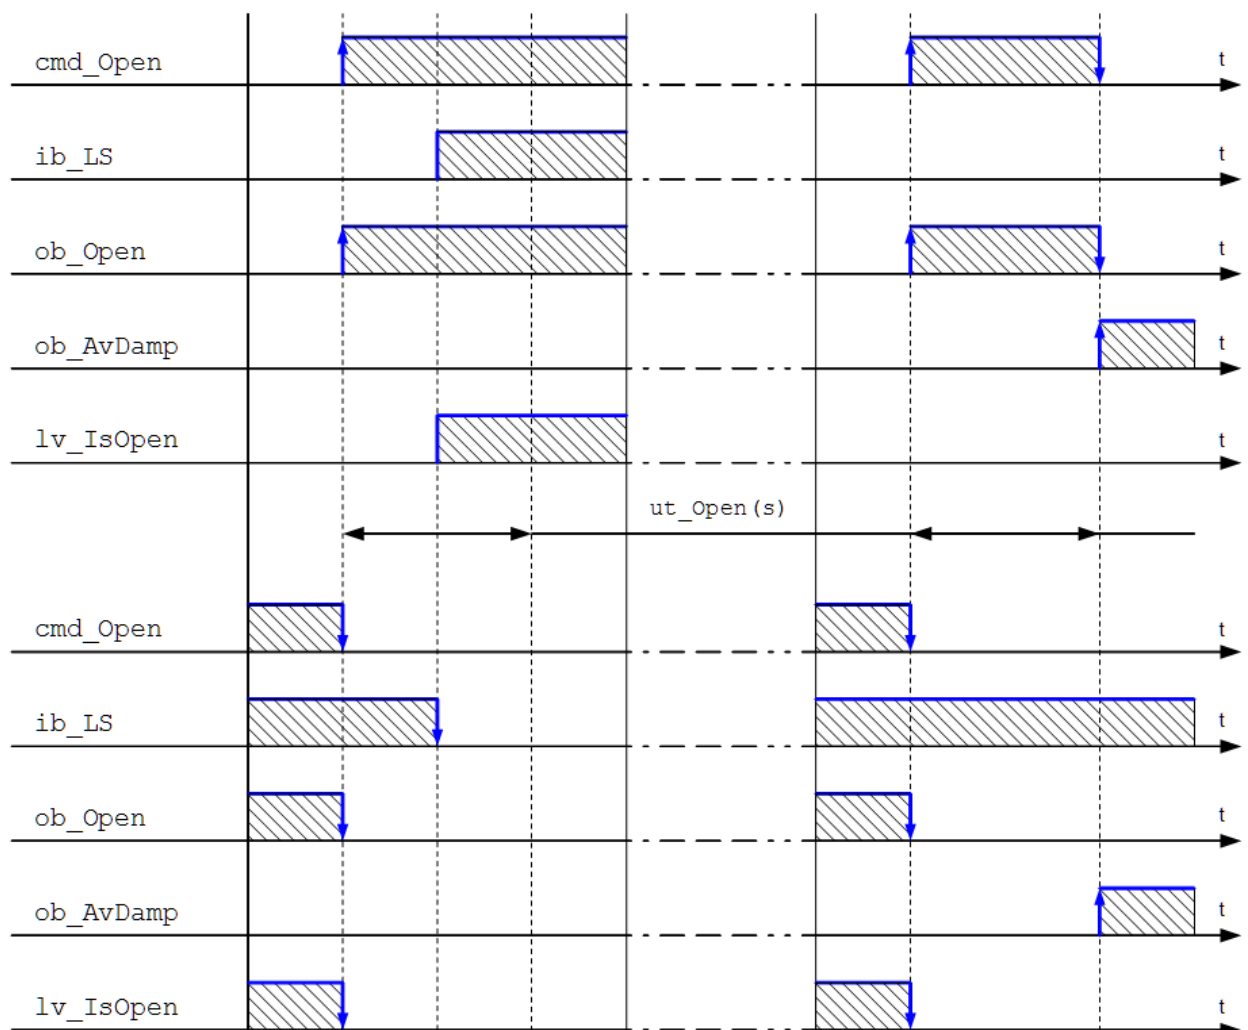 cmd_Open t
ib_LS t
ob_Open t
ob_AvDamp t
lv_IsOpen t
ut_Open(s)
cmd_Open t
ib_LS t
ob_Open t
ob_AvDamp t
lv_IsOpen t